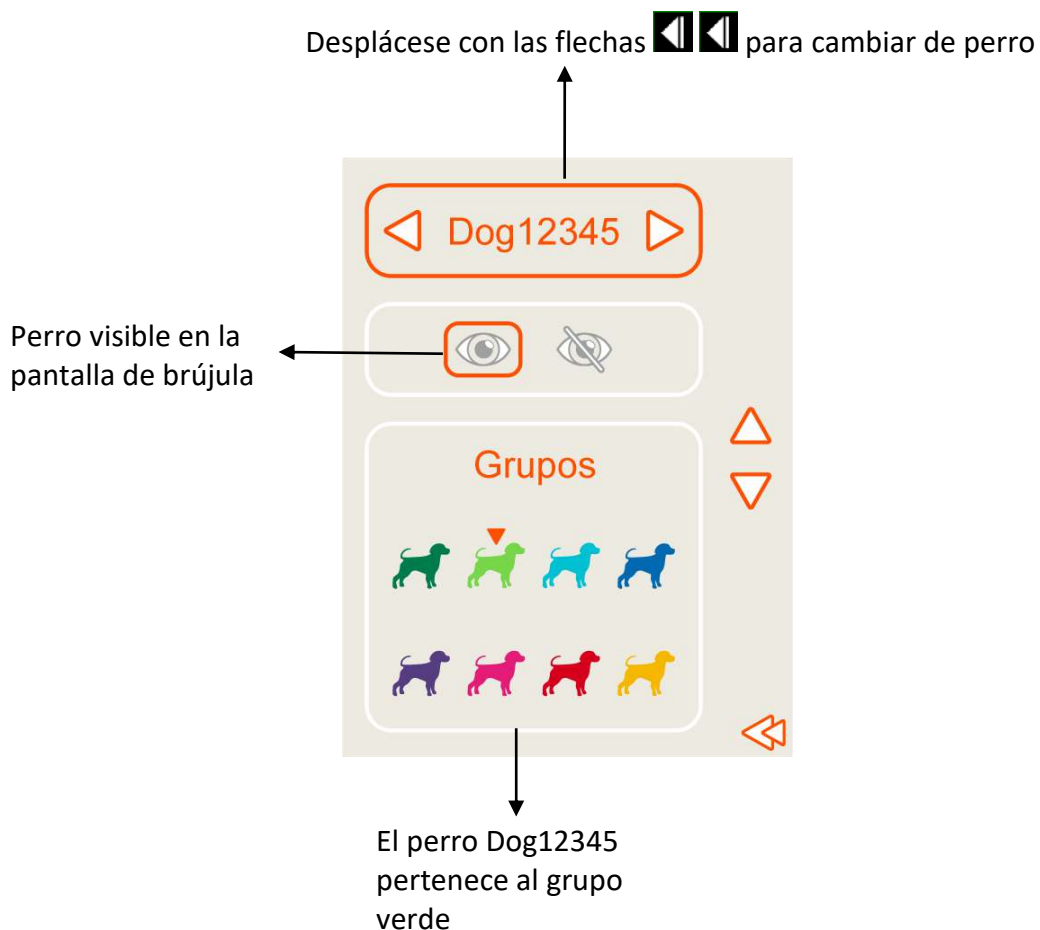 Desplácese con las flechas para cambiar de perro
Dog12345
Perro visible en la
pantalla de brújula
Grupos
El perro Dog12345
pertenece al grupo
verde